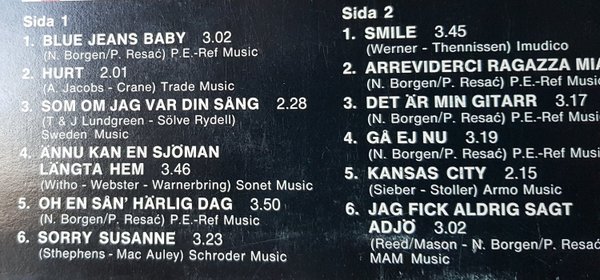 Sida 1
1. BLUE JEANS BABY 3.02
(N. Borgen/P. Resać) P.E.-Ref Music
2. HURT 2.01
(A. Jacobs - Crane) Trade Music
3. SOM OM JAG VAR DIN SÅNG 2.28
(T & J Lundgreen - Sölve Rydell)
Sweden Music
4. ÄNNU KAN EN SJÖMAN
LÄNGTA HEM 3.46
(Witho - Webster - Warnerbring) Sonet Music
5. OH EN SÅN' HÄRLIG DAG 3.50
(N. Borgen/P. Resać) P.E.-Ref Music
6. SORRY SUSANNE 3.23
(Sthephens - Mac Auley) Schroder Music
Sida 2
1. SMILE 3.45
(Werner - Thennissen) Imudico
2. ARREVIDERCI RAGAZZA MIA
(N. Borgen/P. Resać) P.E.-Ref Music
3. DET ÄR MIN GITARR 3.17
(N. Borgen/P. Resać) P.E.-Ref Music
4. GÅ EJ NU 3.19
(N. Borgen/P. Resać) P.E.-Ref Music
5. KANSAS CITY 2.15
(Sieber - Stoller) Armo Music
6. JAG FICK ALDRIG SAGT
ADJÖ 3.02
(Reed/Mason - N. Borgen/P. Resać)
MAM Music